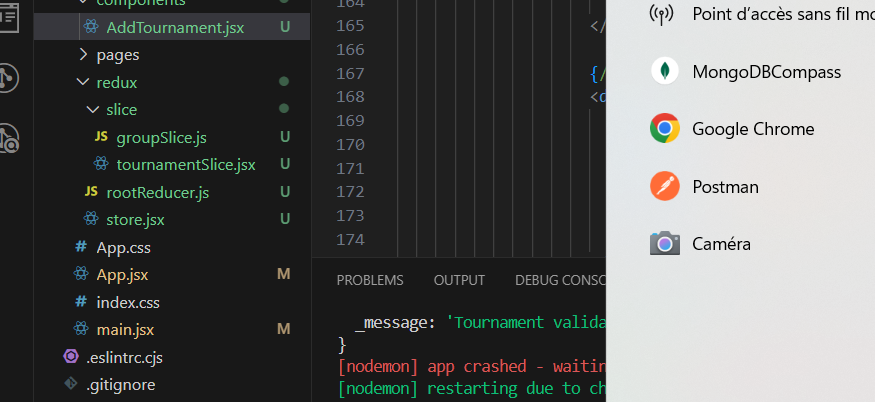 components
AddTournament.jsx U
pages
redux
slice
JS groupSlice.js U
tournamentSlice.jsx U
JS rootReducer.js U
store.jsx U
# App.css
App.jsx M
# index.css
main.jsx M
.eslintrc.cjs
.gitignore
164
165 </
166
167 {/
168 <d
169
170
171
172
173
174
PROBLEMS OUTPUT DEBUG CONSO
_message: 'Tournament valida
}
[nodemon] app crashed - waitin
[nodemon] restarting due to ch
Point d'accès sans fil mo
MongoDBCompass
Google Chrome
Postman
Caméra